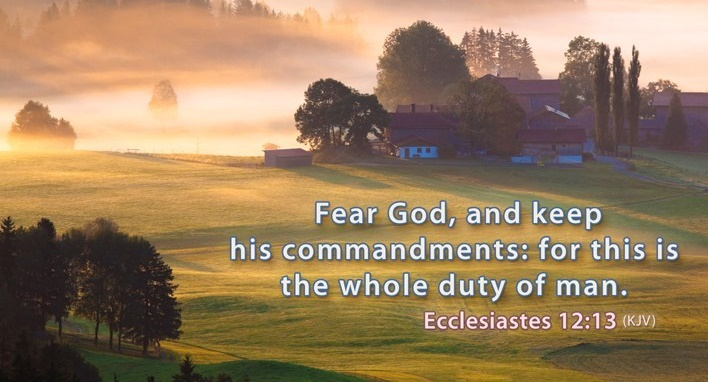 Fear God, and keep
his commandments: for this is
the whole duty of man.
Ecclesiastes 12:13 (KJV)